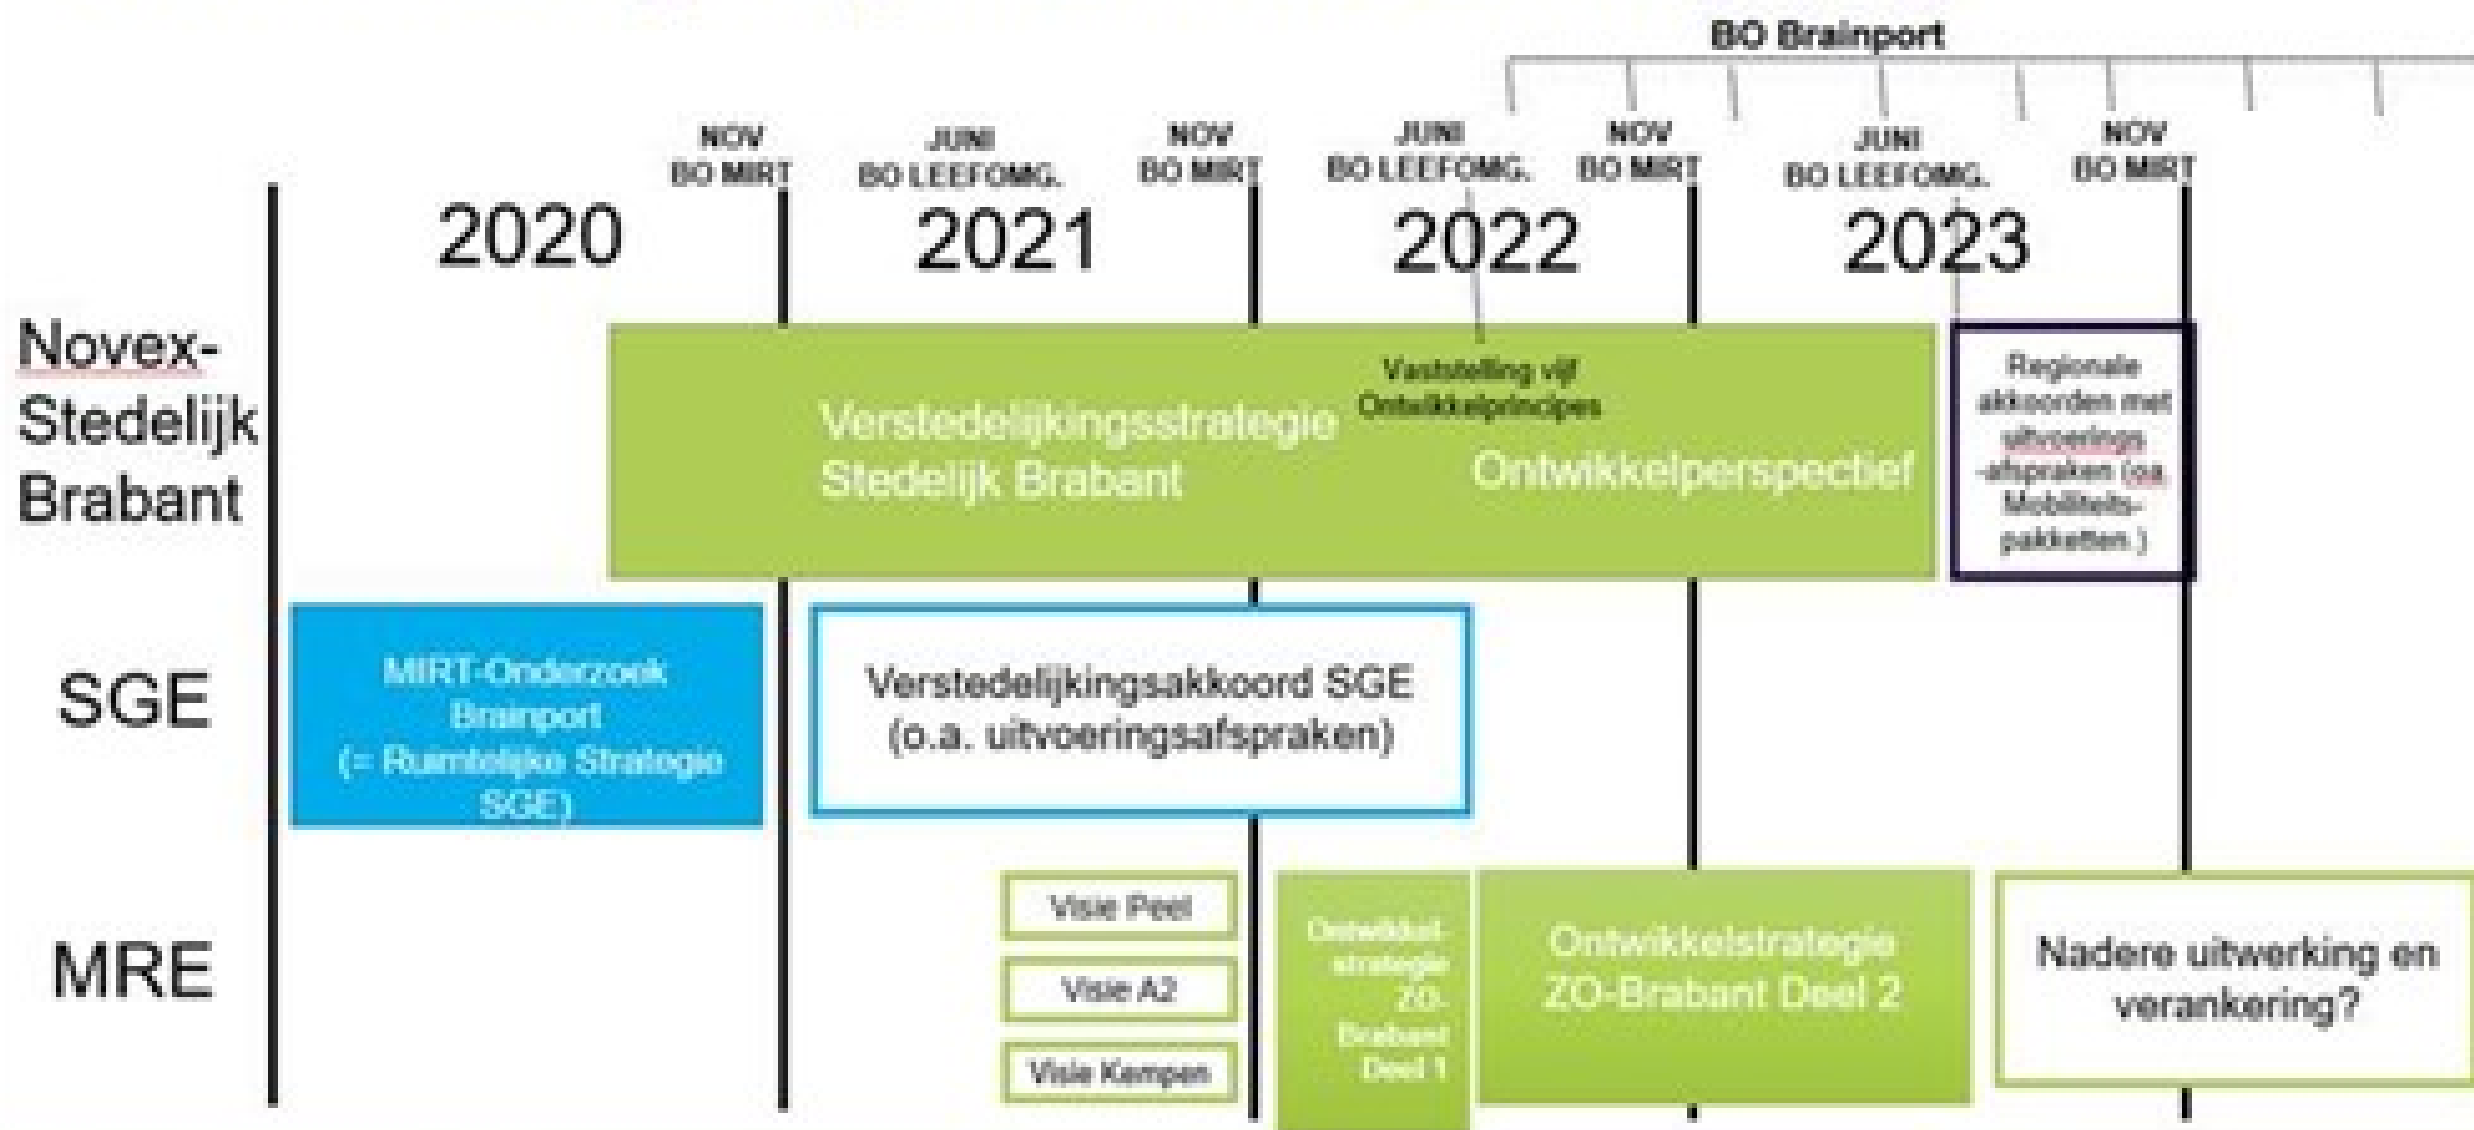 BO Brainport
NOV
BO MIRT
JUNI
BO LEEFOMG.
NOV
BO MIRT
JUNI
BO LEEFOMG.
NOV
BO MIRT
JUNI
BO LEEFOMG.
NOV
BO MIRT
2020
2021
2022
2023
Novex-
Stedelijk
Brabant
Verstedelijkingsstrategie
Stedelijk Brabant
Vaststelling vijf
Ontwikkelprincipes
Ontwikkelperspectief
Regionale
akkoorden met
uitvoerings
-afspraken (oa.
Mobiliteits-
pakketten.)
SGE
MIRT-Onderzoek
Brainport
(= Ruimtelijke Strategie
SGE)
Verstedelijkingsakkoord SGE
(o.a. uitvoeringsafspraken)
MRE
Visie Peel
Visie A2
Visie Kempen
Ontwikkel-
strategie
ZO-
Brabant
Deel 1
Ontwikkelstrategie
ZO-Brabant Deel 2
Nadere uitwerking en
verankering?